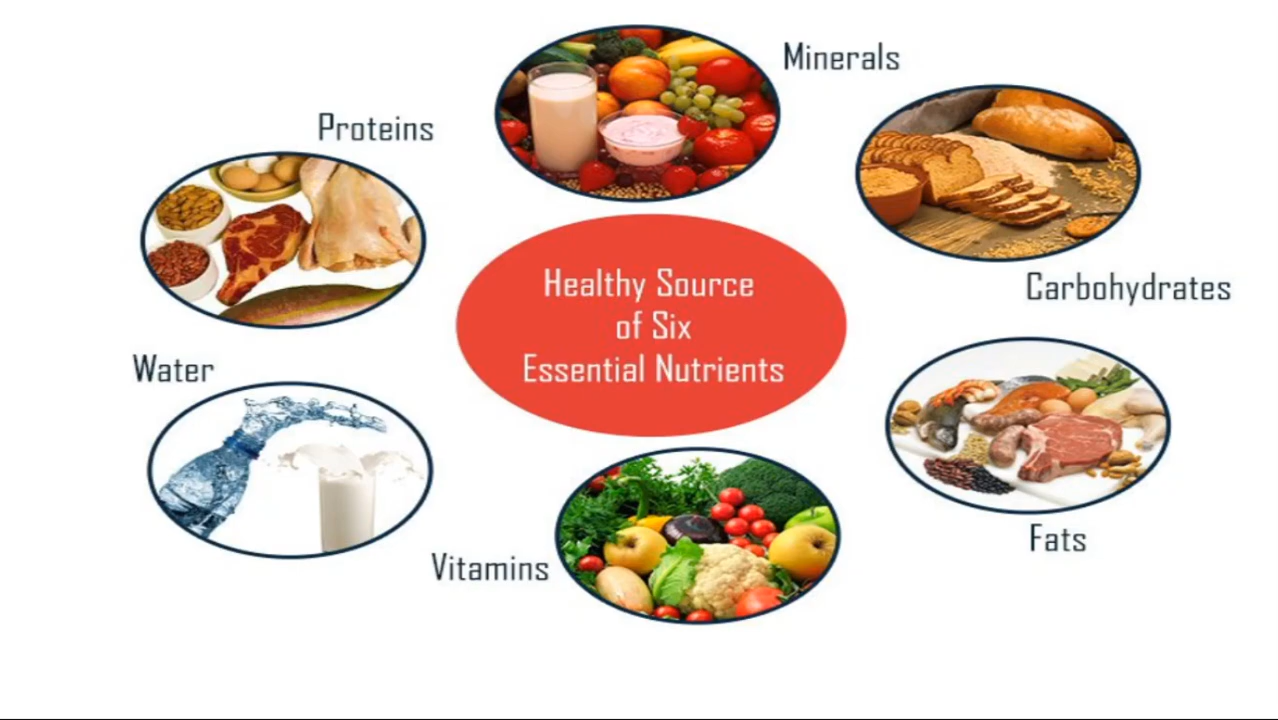 Minerals
Proteins
Carbohydrates
Healthy Source
of Six
Essential Nutrients
Water
Vitamins
Fats